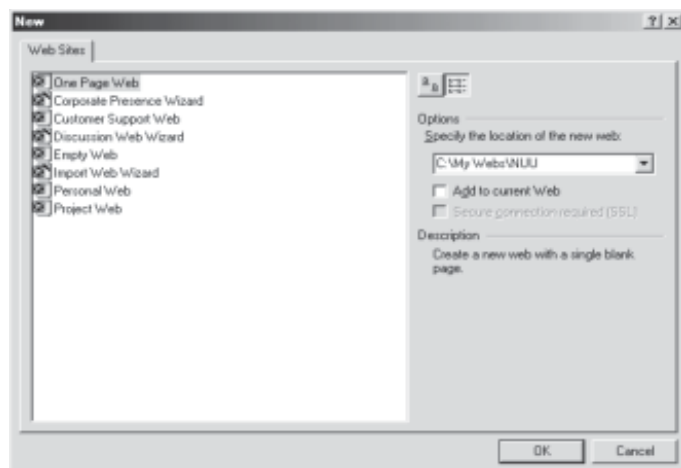 New
Web Sites
One Page Web
Corporate Presence Wizard
Customer Support Web
Discussion Web Wizard
Empty Web
Import Web Wizard
Personal Web
Project Web
Options
Specify the location of the new web:
C:\My Webs\NUU
Add to current Web
Secure connection required (SSL)
Description
Create a new web with a single blank
page.
OK
Cancel